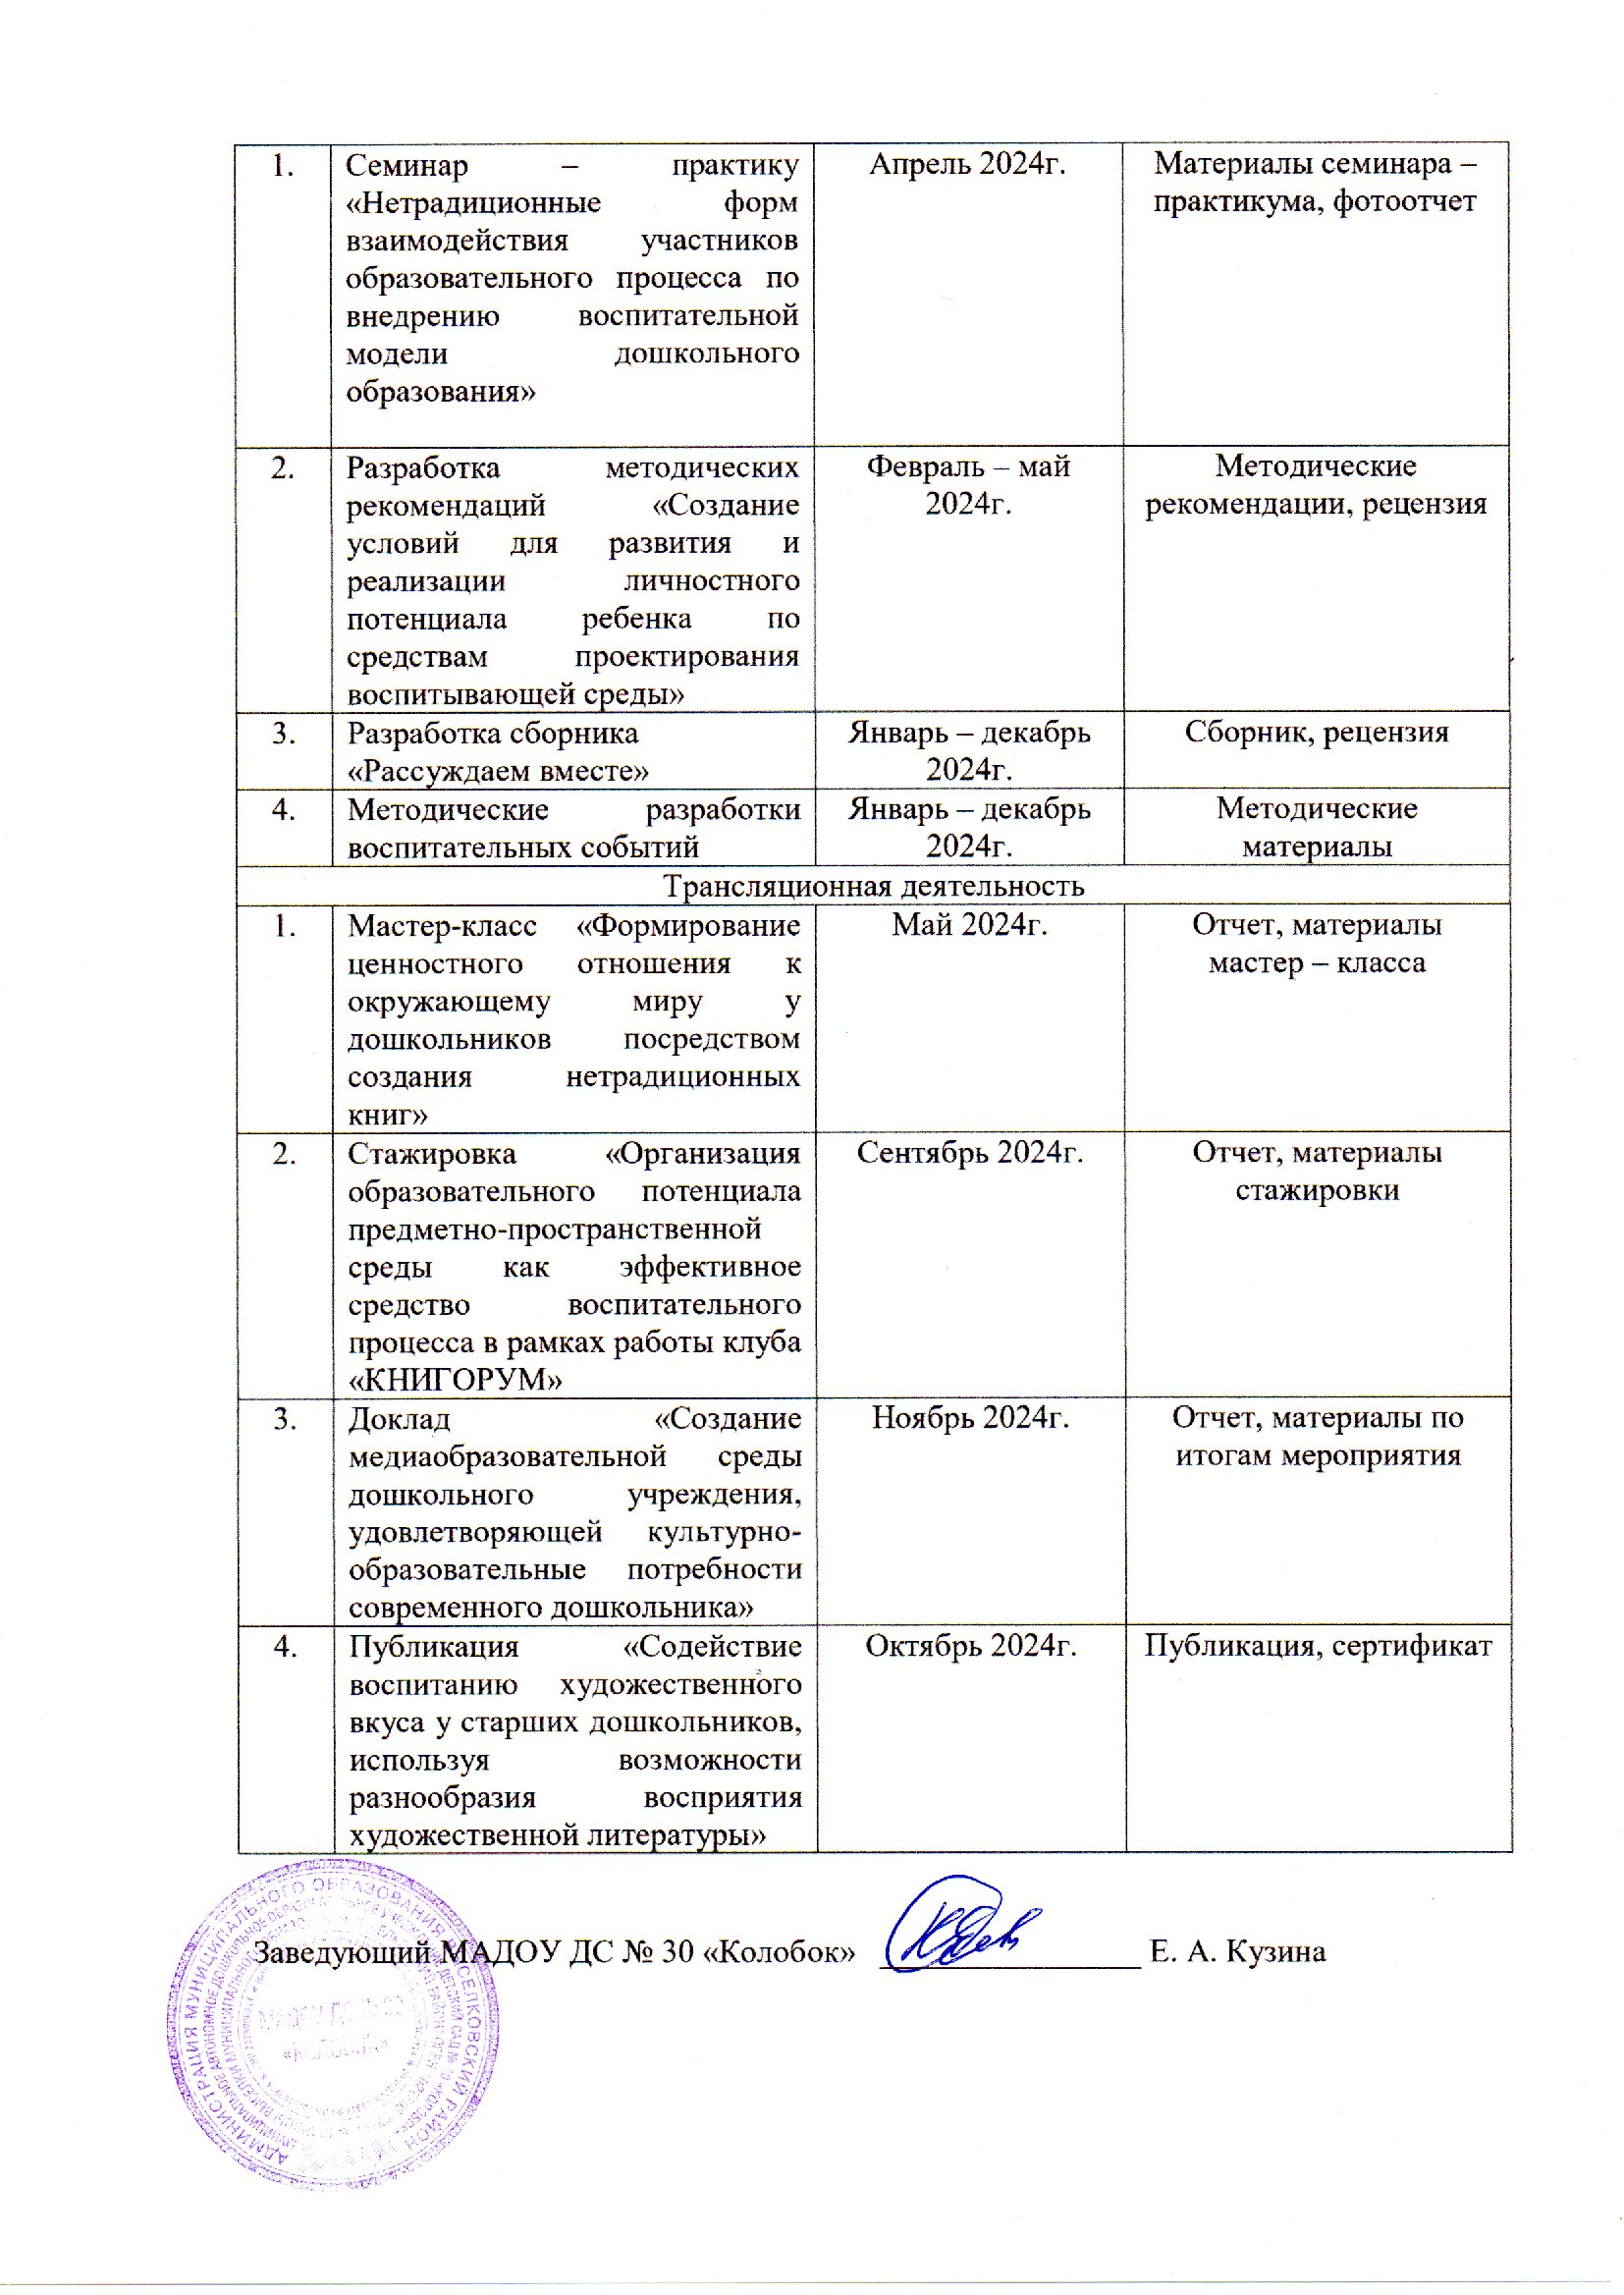 1.
Семинар – практику
«Нетрадиционные форм
взаимодействия участников
образовательного процесса по
внедрению воспитательной
модели дошкольного
образования»
Апрель 2024г.
Материалы семинара –
практикума, фотоотчет
2.
Разработка методических
рекомендаций «Создание
условий для развития и
реализации личностного
потенциала ребенка по
средствам проектирования
воспитывающей среды»
Февраль – май
2024г.
Методические
рекомендации, рецензия
3.
Разработка сборника
«Рассуждаем вместе»
Январь – декабрь
2024г.
Сборник, рецензия
4.
Методические разработки
воспитательных событий
Январь – декабрь
2024г.
Методические
материалы
Трансляционная деятельность
1.
Мастер-класс «Формирование
ценностного отношения к
окружающему миру у
дошкольников посредством
создания нетрадиционных
книг»
Май 2024г.
Отчет, материалы
мастер – класса
2.
Стажировка «Организация
образовательного потенциала
предметно-пространственной
среды как эффективное
средство воспитательного
процесса в рамках работы клуба
«КНИГОРУМ»
Сентябрь 2024г.
Отчет, материалы
стажировки
3.
Доклад «Создание
медиаобразовательной среды
дошкольного учреждения,
удовлетворяющей культурно-
образовательные потребности
современного дошкольника»
Ноябрь 2024г.
Отчет, материалы по
итогам мероприятия
4.
Публикация «Содействие
воспитанию художественного
вкуса у старших дошкольников,
используя возможности
разнообразия восприятия
художественной литературы»
Октябрь 2024г.
Публикация, сертификат
Заведующий МАДОУ ДС № 30 «Колобок» Е. А. Кузина
АДМИНИСТРАЦИЯ МУНИЦИПАЛЬНОГО ОБРАЗОВАНИЯ ВЫСЕЛКОВСКИЙ РАЙОН